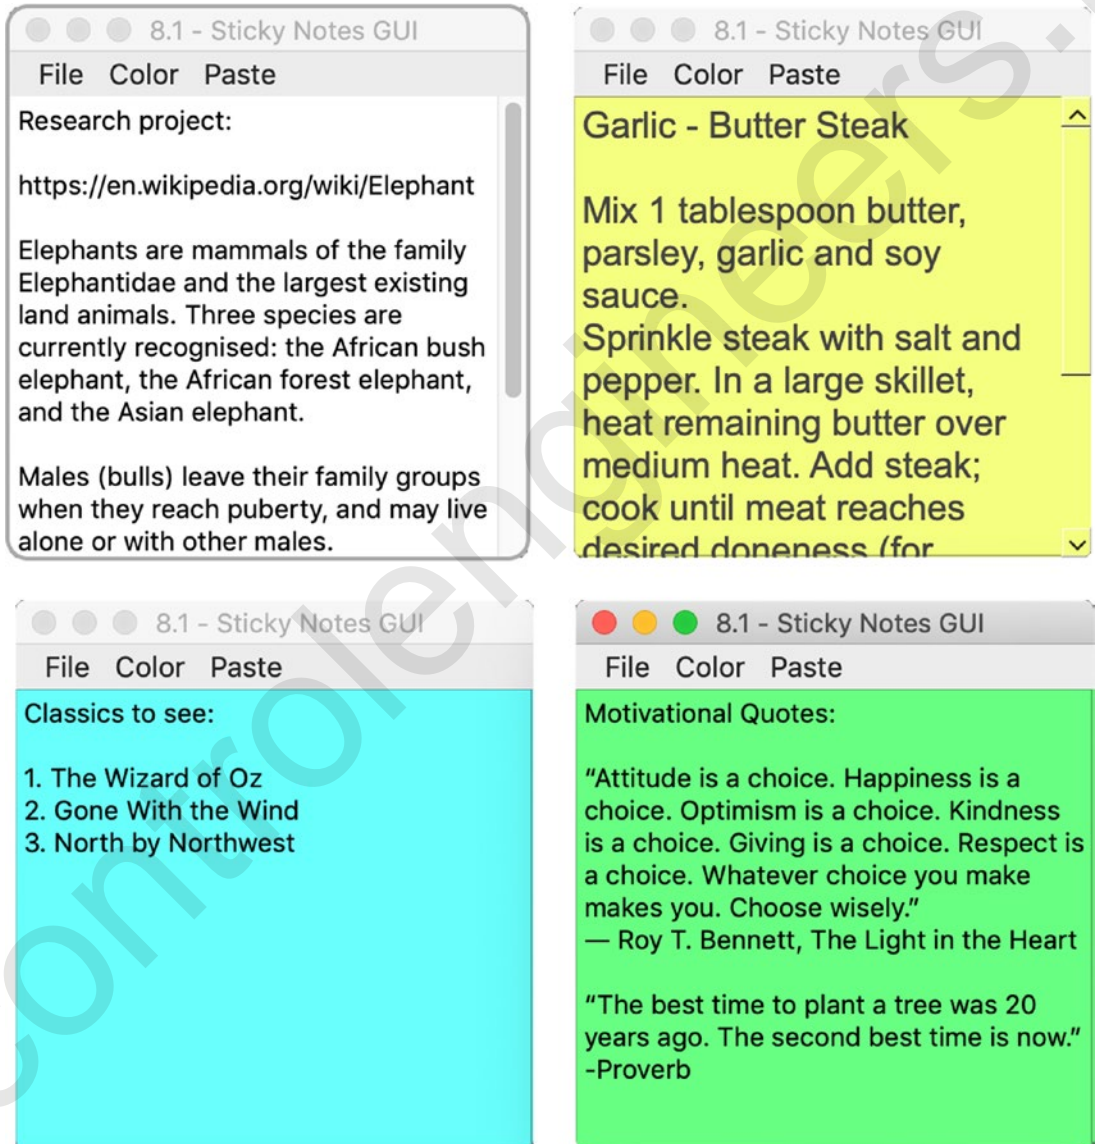 8.1 - Sticky Notes GUI
File Color Paste
Research project:
https://en.wikipedia.org/wiki/Elephant
Elephants are mammals of the family
Elephantidae and the largest existing
land animals. Three species are
currently recognised: the African bush
elephant, the African forest elephant,
and the Asian elephant.
Males (bulls) leave their family groups
when they reach puberty, and may live
alone or with other males.
8.1 - Sticky Notes GUI
File Color Paste
Garlic - Butter Steak
Mix 1 tablespoon butter,
parsley, garlic and soy
sauce.
Sprinkle steak with salt and
pepper. In a large skillet,
heat remaining butter over
medium heat. Add steak;
cook until meat reaches
desired doneness (for
8.1 - Sticky Notes GUI
File Color Paste
Classics to see:
1. The Wizard of Oz
2. Gone With the Wind
3. North by Northwest
8.1 - Sticky Notes GUI
File Color Paste
Motivational Quotes:
“Attitude is a choice. Happiness is a
choice. Optimism is a choice. Kindness
is a choice. Giving is a choice. Respect is
a choice. Whatever choice you make
makes you. Choose wisely.”
— Roy T. Bennett, The Light in the Heart
“The best time to plant a tree was 20
years ago. The second best time is now.”
-Proverb
controlengineers.